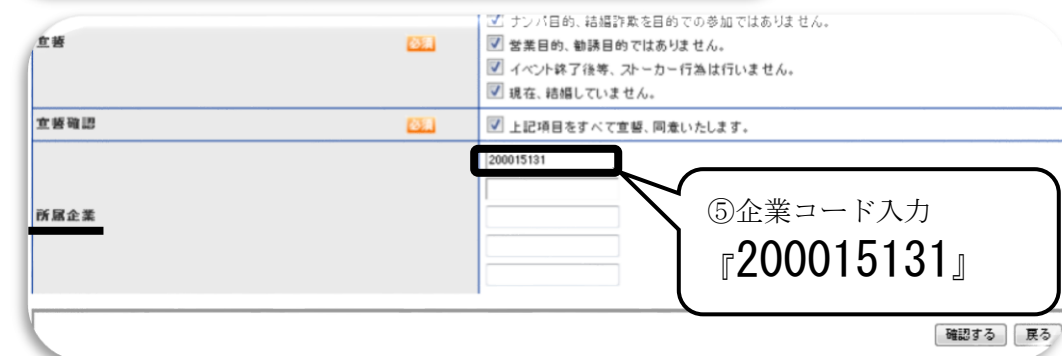 ナンパ目的、結婚詐欺を目的での参加ではありません。
宣誓 必須
営業目的、勧誘目的ではありません。
イベント終了後等、ストーカー行為は行いません。
現在、結婚していません。
宣誓確認 必須
上記項目をすべて宣誓、同意いたします。
200015131
所属企業
⑤企業コード入力
『200015131』
確認する 戻る